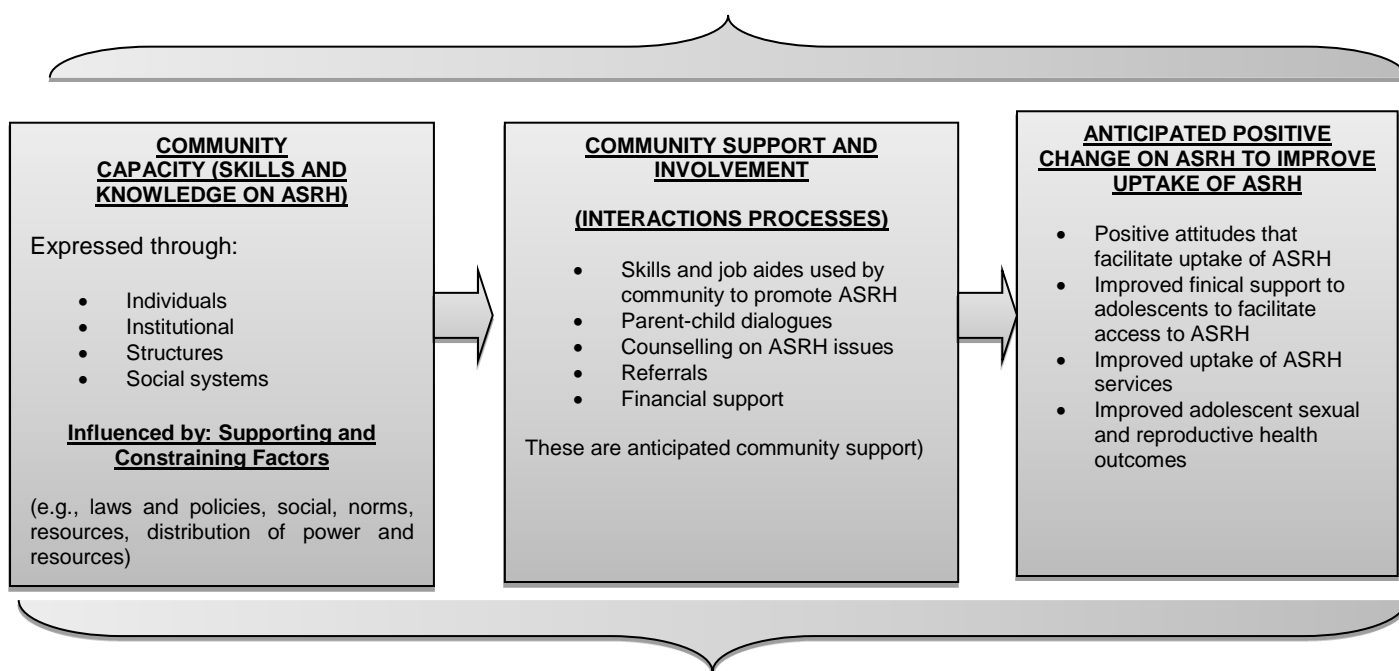 COMMUNITY
CAPACITY (SKILLS AND
KNOWLEDGE ON ASRH)
Expressed through:
• Individuals
• Institutional
• Structures
• Social systems
Influenced by: Supporting and
Constraining Factors
(e.g., laws and policies, social, norms,
resources, distribution of power and
resources)
COMMUNITY SUPPORT AND
INVOLVEMENT
(INTERACTIONS PROCESSES)
• Skills and job aides used by
community to promote ASRH
• Parent-child dialogues
• Counselling on ASRH issues
• Referrals
• Financial support
These are anticipated community support)
ANTICIPATED POSITIVE
CHANGE ON ASRH TO IMPROVE
UPTAKE OF ASRH
• Positive attitudes that
facilitate uptake of ASRH
• Improved finical support to
adolescents to facilitate
access to ASRH
• Improved uptake of ASRH
services
• Improved adolescent sexual
and reproductive health
outcomes